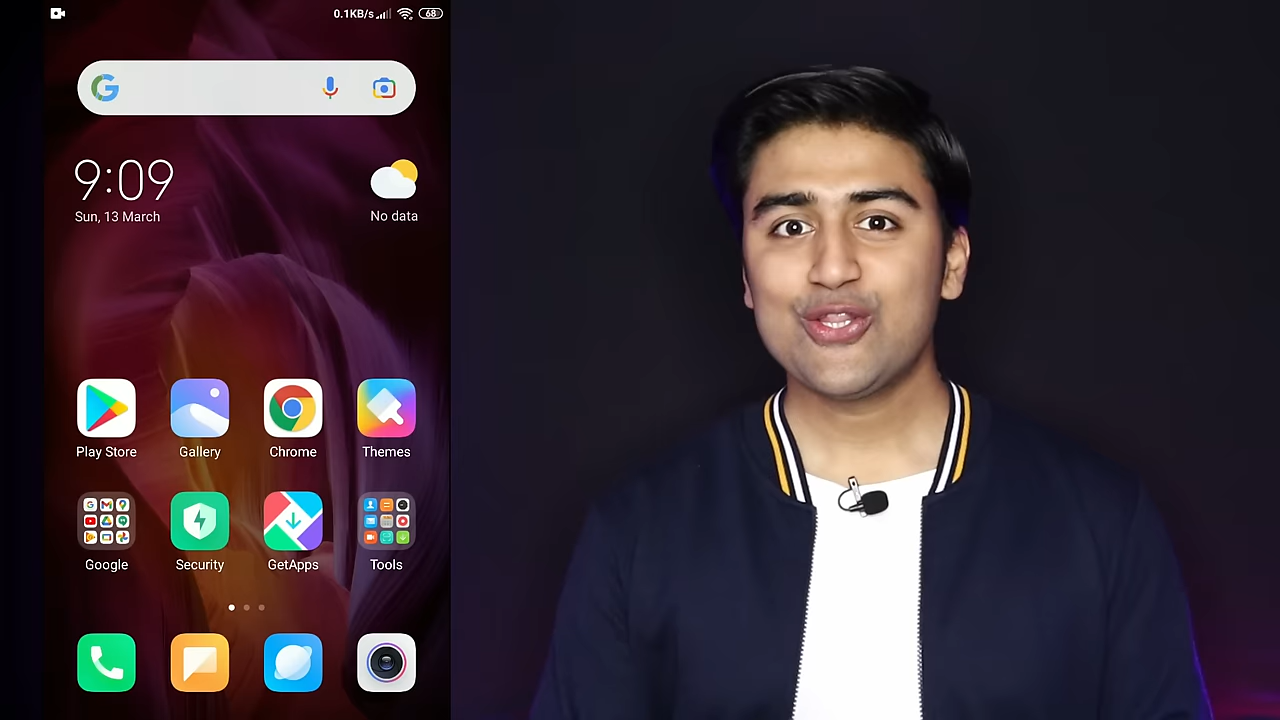 0.1KB/s 68
9:09
Sun, 13 March
No data
Play Store Gallery Chrome Themes
Google Security GetApps Tools